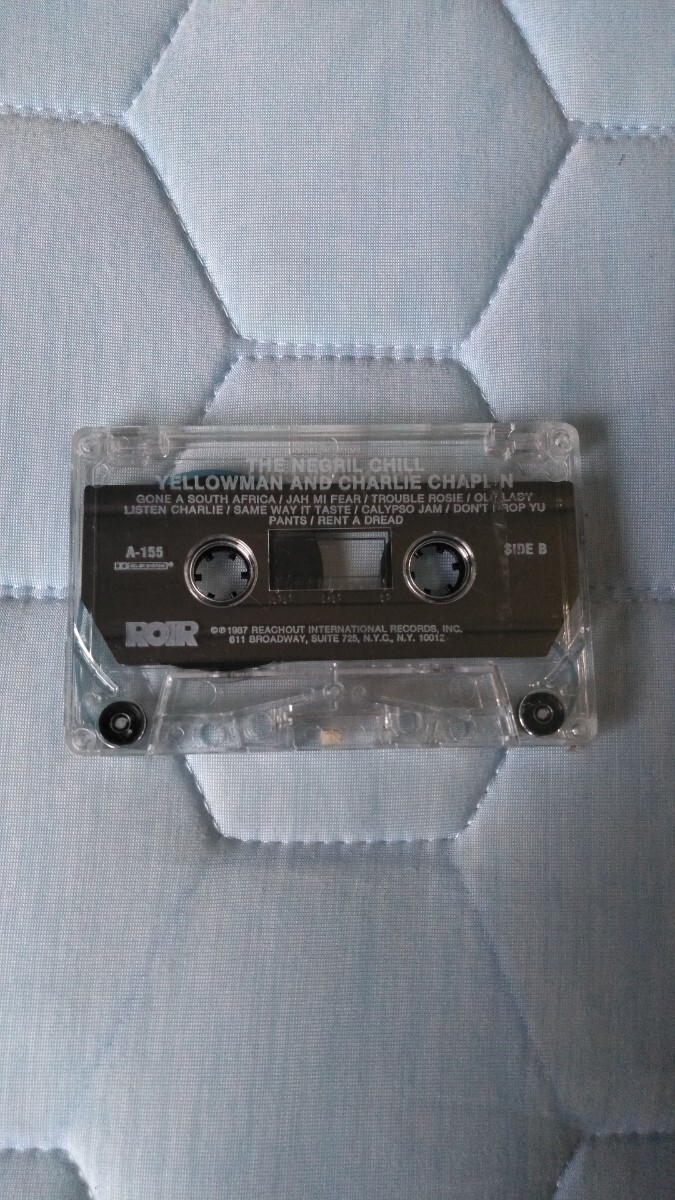 THE NEGRIL CHILL
YELLOWMAN AND CHARLIE CHAPLIN
GONE A SOUTH AFRICA / JAH MI FEAR / TROUBLE ROSIE / OLD LADY
LISTEN CHARLIE / SAME WAY IT TASTE / CALYPSO JAM / DON'T DROP YU
PANTS / RENT A DREAD
A-155
SIDE B
ROIR
©℗1987 REACHOUT INTERNATIONAL RECORDS, INC.
611 BROADWAY, SUITE 725, N.Y.C., N.Y. 10012